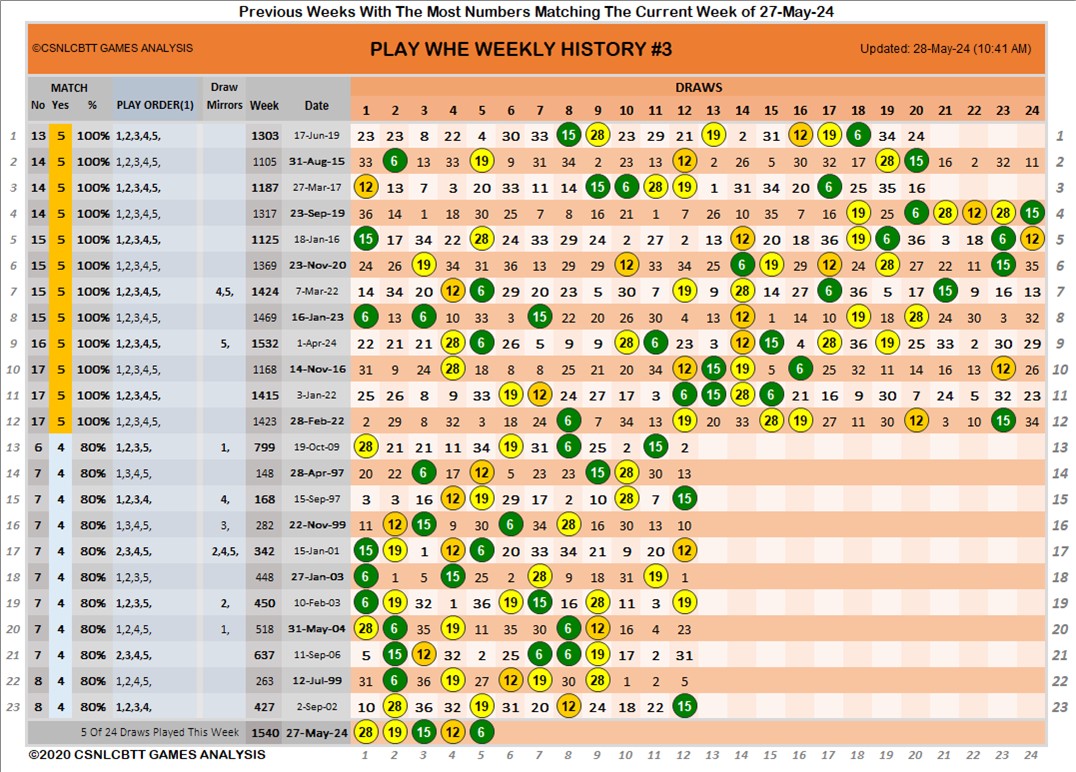 Previous Weeks With The Most Numbers Matching The Current Week of 27-May-24
©CSNLCBTT GAMES ANALYSIS PLAY WHE WEEKLY HISTORY #3 Updated: 28-May-24 (10:41 AM)
MATCH Draw DRAWS
No Yes % PLAY ORDER(1) Mirrors Week Date 1 2 3 4 5 6 7 8 9 10 11 12 13 14 15 16 17 18 19 20 21 22 23 24
1 13 5 100% 1,2,3,4,5, 1303 17-Jun-19 23 23 8 22 4 30 33 15 28 23 29 21 19 2 31 12 19 6 34 24 1
2 14 5 100% 1,2,3,4,5, 1105 31-Aug-15 33 6 13 33 19 9 31 34 2 23 13 12 2 26 5 30 32 17 28 15 16 2 32 11 2
3 14 5 100% 1,2,3,4,5, 1187 27-Mar-17 12 13 7 3 20 33 11 14 15 6 28 19 1 31 34 20 6 25 35 16 3
4 14 5 100% 1,2,3,4,5, 1317 23-Sep-19 36 14 1 18 30 25 7 8 16 21 1 7 26 10 35 7 16 19 25 6 28 12 28 15 4
5 15 5 100% 1,2,3,4,5, 1125 18-Jan-16 15 17 34 22 28 24 33 29 24 2 27 2 13 12 20 18 36 19 6 36 3 18 6 12 5
6 15 5 100% 1,2,3,4,5, 1369 23-Nov-20 24 26 19 34 31 36 13 29 29 12 33 34 25 6 19 29 12 24 28 27 22 11 15 35 6
7 15 5 100% 1,2,3,4,5, 4,5, 1424 7-Mar-22 14 34 20 12 6 29 20 23 5 30 7 19 9 28 14 27 6 36 5 17 15 9 16 13 7
8 15 5 100% 1,2,3,4,5, 1469 16-Jan-23 6 13 6 10 33 3 15 22 20 26 30 4 13 12 1 14 10 19 18 28 24 30 3 32 8
9 16 5 100% 1,2,3,4,5, 5, 1532 1-Apr-24 22 21 21 28 6 26 5 9 9 28 6 23 3 12 15 4 28 36 19 25 33 2 30 29 9
10 17 5 100% 1,2,3,4,5, 1168 14-Nov-16 31 9 24 28 18 8 8 25 21 20 34 12 15 19 5 6 25 32 11 14 16 13 12 26 10
11 17 5 100% 1,2,3,4,5, 1415 3-Jan-22 25 26 8 9 33 19 12 24 27 17 3 6 15 28 6 21 16 9 30 7 24 5 32 23 11
12 17 5 100% 1,2,3,4,5, 1423 28-Feb-22 2 29 8 32 3 18 24 6 7 34 13 19 20 33 28 19 27 11 30 12 3 10 15 34 12
13 6 4 80% 1,2,3,5, 1, 799 19-Oct-09 28 21 21 11 34 19 31 6 25 2 15 2 13
14 7 4 80% 1,3,4,5, 148 28-Apr-97 20 22 6 17 12 5 23 23 15 28 30 13 14
15 7 4 80% 1,2,3,4, 4, 168 15-Sep-97 3 3 16 12 19 29 17 2 10 28 7 15 15
16 7 4 80% 1,3,4,5, 3, 282 22-Nov-99 11 12 15 9 30 6 34 28 16 30 13 10 16
17 7 4 80% 2,3,4,5, 2,4,5, 342 15-Jan-01 15 19 1 12 6 20 33 34 21 9 20 12 17
18 7 4 80% 1,2,3,5, 448 27-Jan-03 6 1 5 15 25 2 28 9 18 31 19 1 18
19 7 4 80% 1,2,3,5, 2, 450 10-Feb-03 6 19 32 1 36 19 15 16 28 11 3 19 19
20 7 4 80% 1,2,4,5, 1, 518 31-May-04 28 6 35 19 11 35 30 6 12 16 4 23 20
21 7 4 80% 2,3,4,5, 637 11-Sep-06 5 15 12 32 2 25 6 6 19 17 2 31 21
22 8 4 80% 1,2,4,5, 263 12-Jul-99 31 6 36 19 27 12 19 30 28 1 2 5 22
23 8 4 80% 1,2,3,4, 427 2-Sep-02 10 28 36 32 19 31 20 12 24 18 22 15 23
5 Of 24 Draws Played This Week 1540 27-May-24 28 19 15 12 6
©2020 CSNLCBTT GAMES ANALYSIS 1 2 3 4 5 6 7 8 9 10 11 12 13 14 15 16 17 18 19 20 21 22 23 24